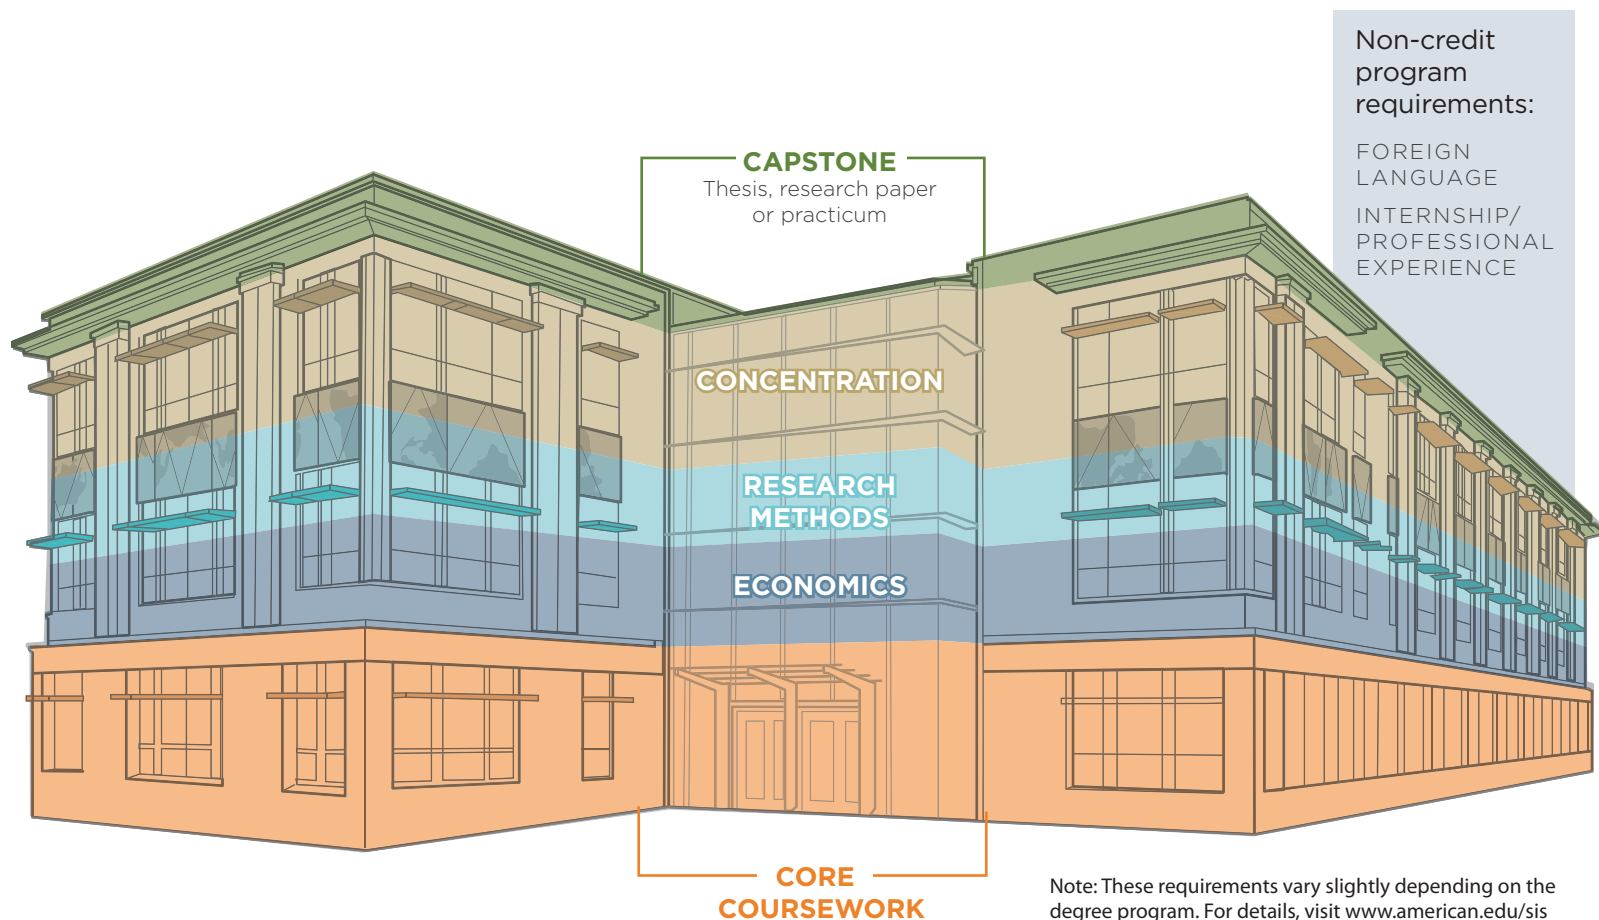 Non-credit
program
requirements:
FOREIGN
LANGUAGE
INTERNSHIP/
PROFESSIONAL
EXPERIENCE
CAPSTONE
Thesis, research paper
or practicum
CONCENTRATION
RESEARCH
METHODS
ECONOMICS
CORE
COURSEWORK
Note: These requirements vary slightly depending on the
degree program. For details, visit www.american.edu/sis